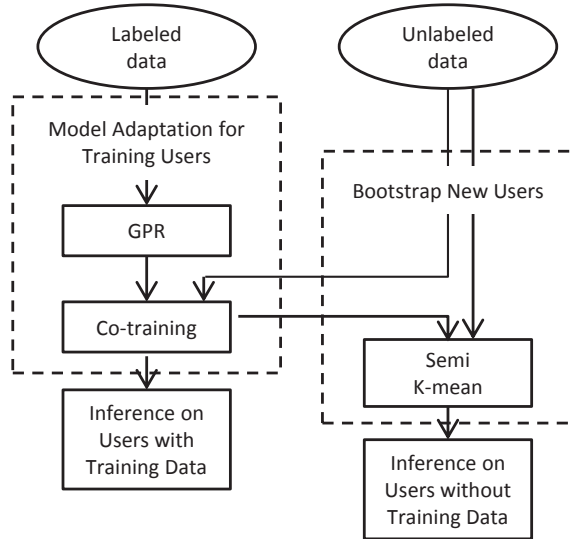 Labeled
data
Unlabeled
data
Model Adaptation for
Training Users
Bootstrap New Users
GPR
Co-training
Semi
K-mean
Inference on
Users with
Training Data
Inference on
Users without
Training Data